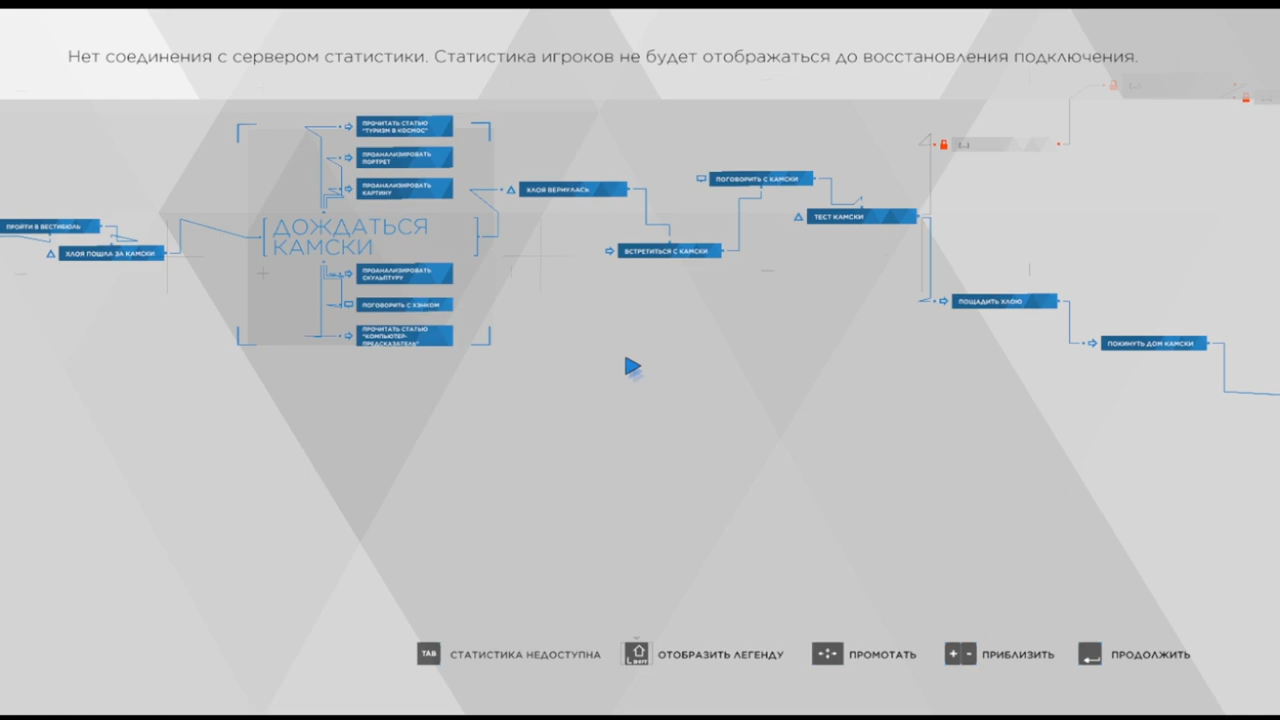 Нет соединения с сервером статистики. Статистика игроков не будет отображаться до восстановления подключения.
(...)
(...)
ПРОЙТИ В ВЕСТИБЮЛЬ
ХЛОЯ ПОШЛА ЗА КАМСКИ
ПРОЧИТАТЬ СТАТЬЮ
"ТУРИЗМ В КОСМОС"
ПРОАНАЛИЗИРОВАТЬ
ПОРТРЕТ
ПРОАНАЛИЗИРОВАТЬ
КАРТИНУ
ДОЖДАТЬСЯ
КАМСКИ
ПРОАНАЛИЗИРОВАТЬ
СКУЛЬПТУРУ
ПОГОВОРИТЬ С ХЭНКОМ
ПРОЧИТАТЬ СТАТЬЮ
"КОМПЬЮТЕР-
ПРЕДСКАЗАТЕЛЬ"
ХЛОЯ ВЕРНУЛАСЬ
ВСТРЕТИТЬСЯ С КАМСКИ
ПОГОВОРИТЬ С КАМСКИ
ТЕСТ КАМСКИ
ПОЩАДИТЬ ХЛОЮ
ПОКИНУТЬ ДОМ КАМСКИ
TAB СТАТИСТИКА НЕДОСТУПНА
L SHIFT ОТОБРАЗИТЬ ЛЕГЕНДУ
ПРОМОТАТЬ
+ - ПРИБЛИЗИТЬ
ПРОДОЛЖИТЬ